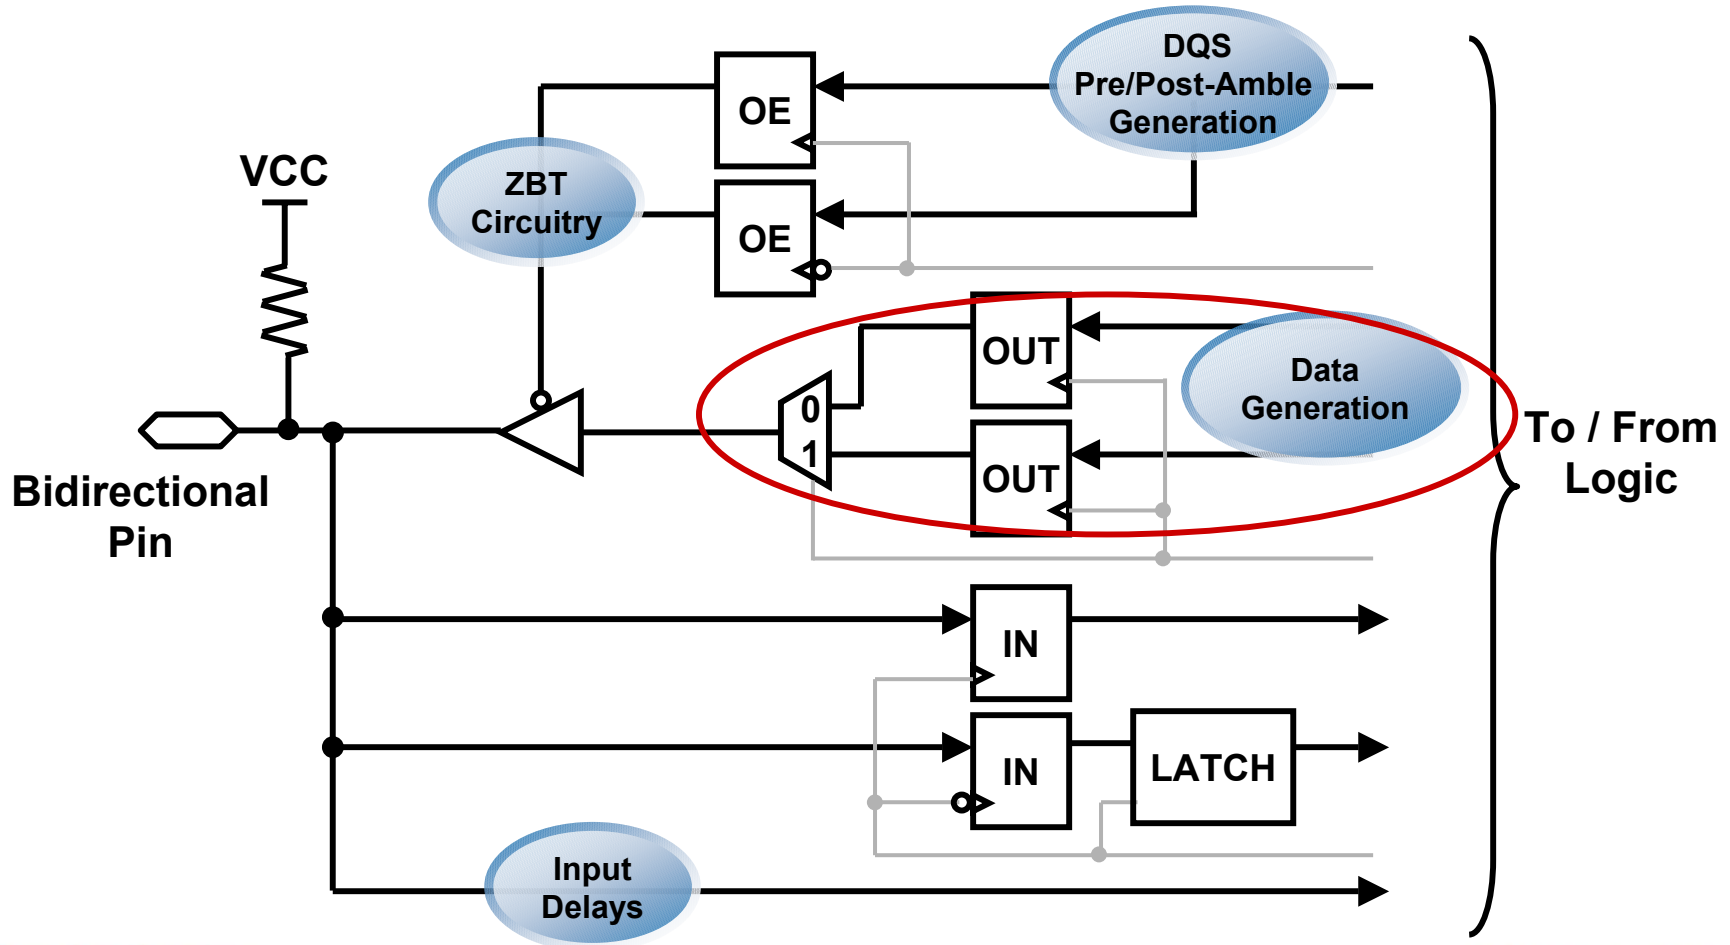 DQS
Pre/Post-Amble
Generation
OE
VCC
ZBT
Circuitry
OE
OUT
Data
Generation
0
1
To / From
Logic
OUT
Bidirectional
Pin
IN
IN
LATCH
Input
Delays